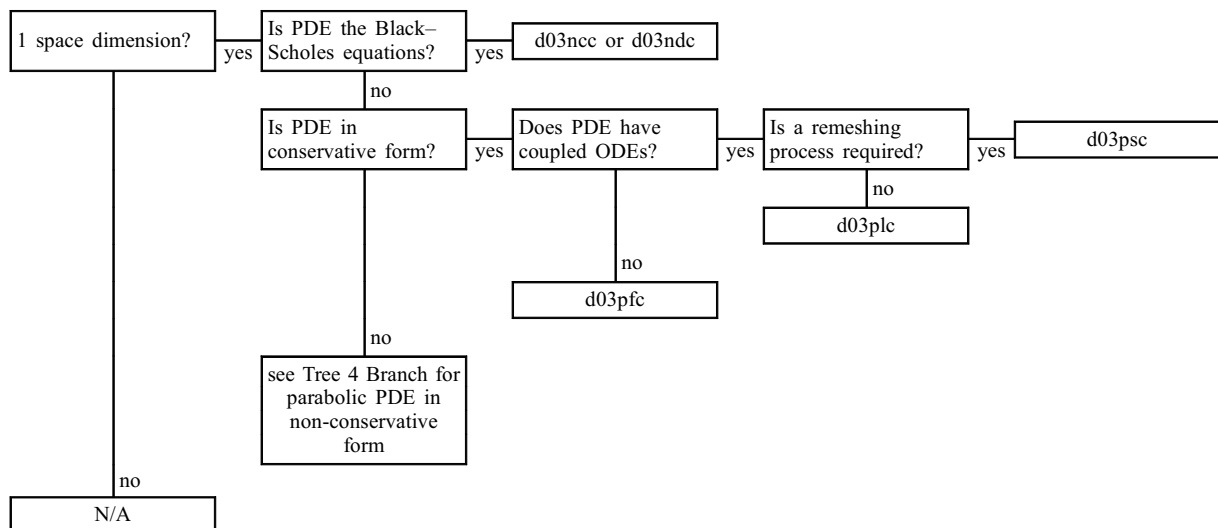 1 space dimension?
yes
Is PDE the Black–
Scholes equations?
yes
d03ncc or d03ndc
no
Is PDE in
conservative form?
yes
Does PDE have
coupled ODEs?
yes
Is a remeshing
process required?
yes
d03psc
no
d03plc
no
d03pfc
no
see Tree 4 Branch for
parabolic PDE in
non-conservative
form
no
N/A